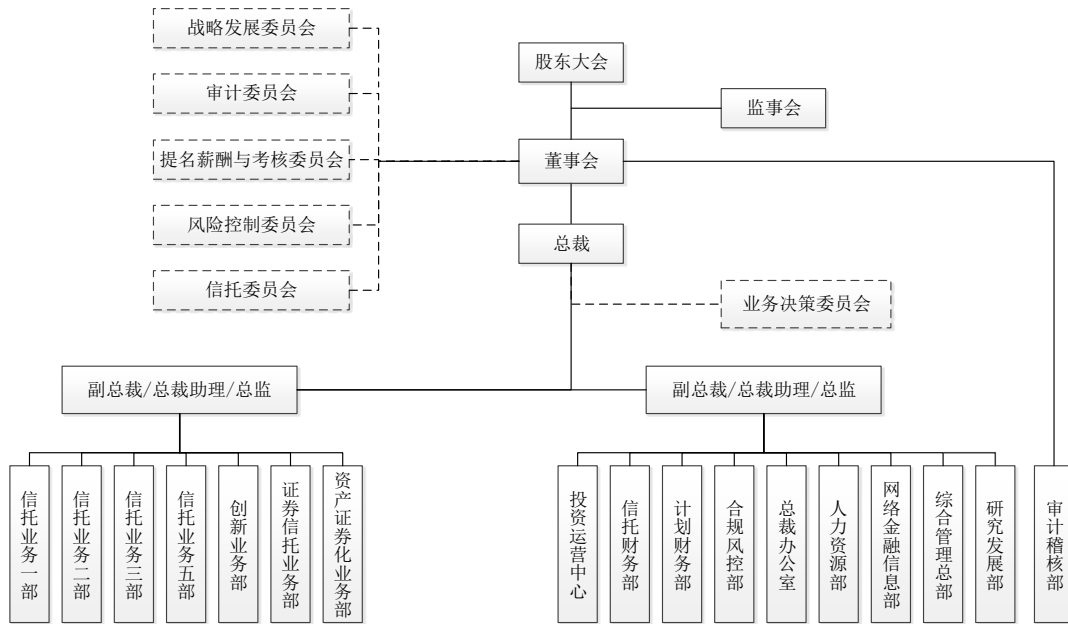 战略发展委员会
股东大会
审计委员会
监事会
提名薪酬与考核委员会
董事会
风险控制委员会
总裁
信托委员会
业务决策委员会
副总裁/总裁助理/总监
副总裁/总裁助理/总监
信托业务一部
信托业务二部
信托业务三部
信托业务五部
创新业务部
证券信托业务部
资产证券化业务部
投资运营中心
信托财务部
计划财务部
合规风控部
总裁办公室
人力资源部
网络金融信息部
综合管理总部
研究发展部
审计稽核部